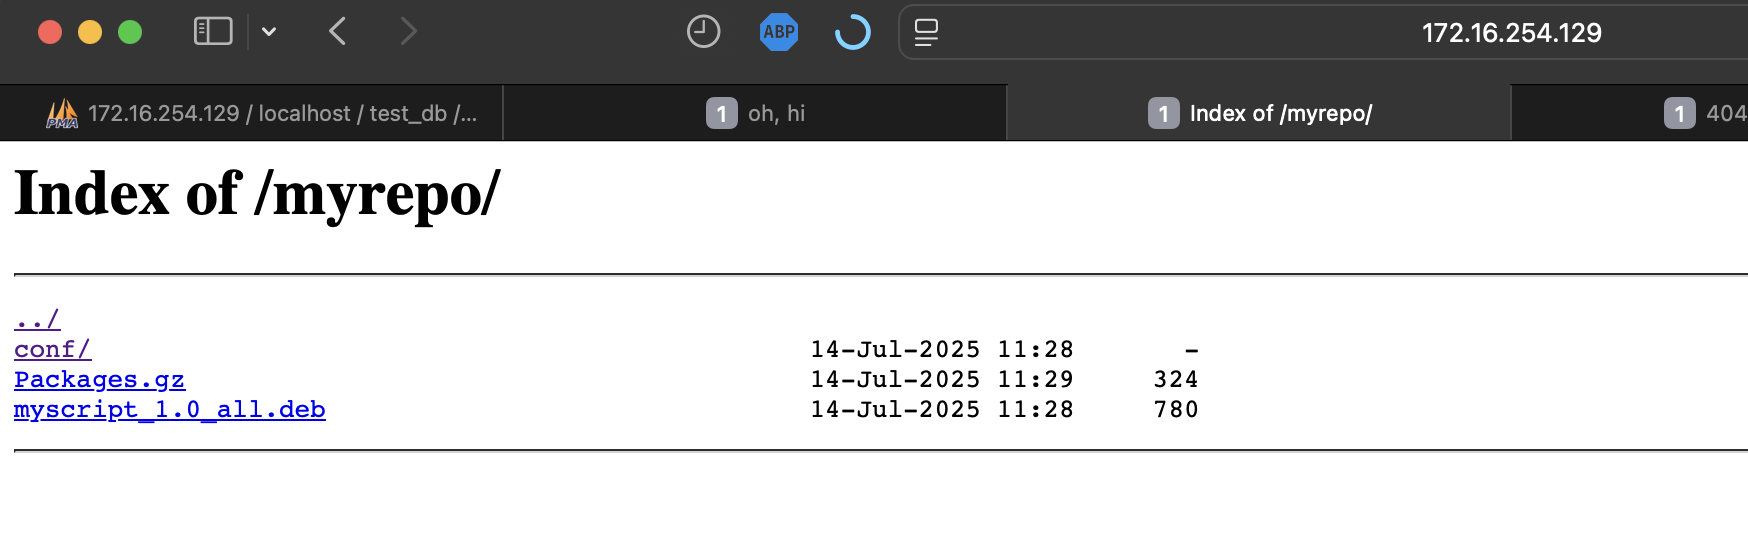 ABP
172.16.254.129
PMA 172.16.254.129 / localhost / test_db /...
1 oh, hi
1 Index of /myrepo/
1 404
Index of /myrepo/
../
conf/ 14-Jul-2025 11:28 -
Packages.gz 14-Jul-2025 11:29 324
myscript_1.0_all.deb 14-Jul-2025 11:28 780